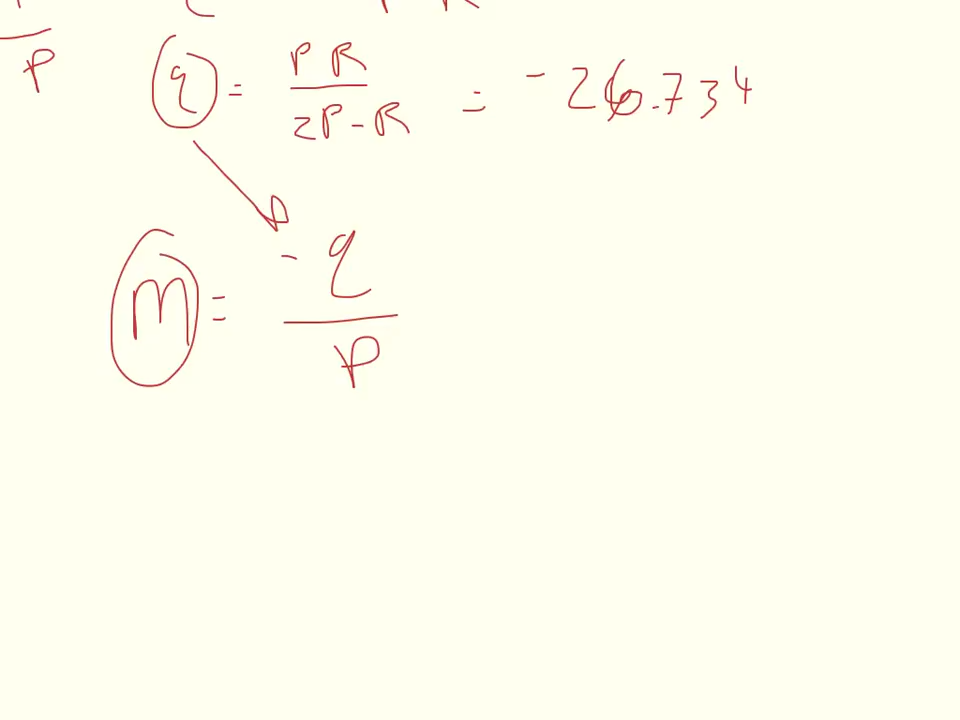 P
q = PR / 2P - R = -26.734
m = -q / P